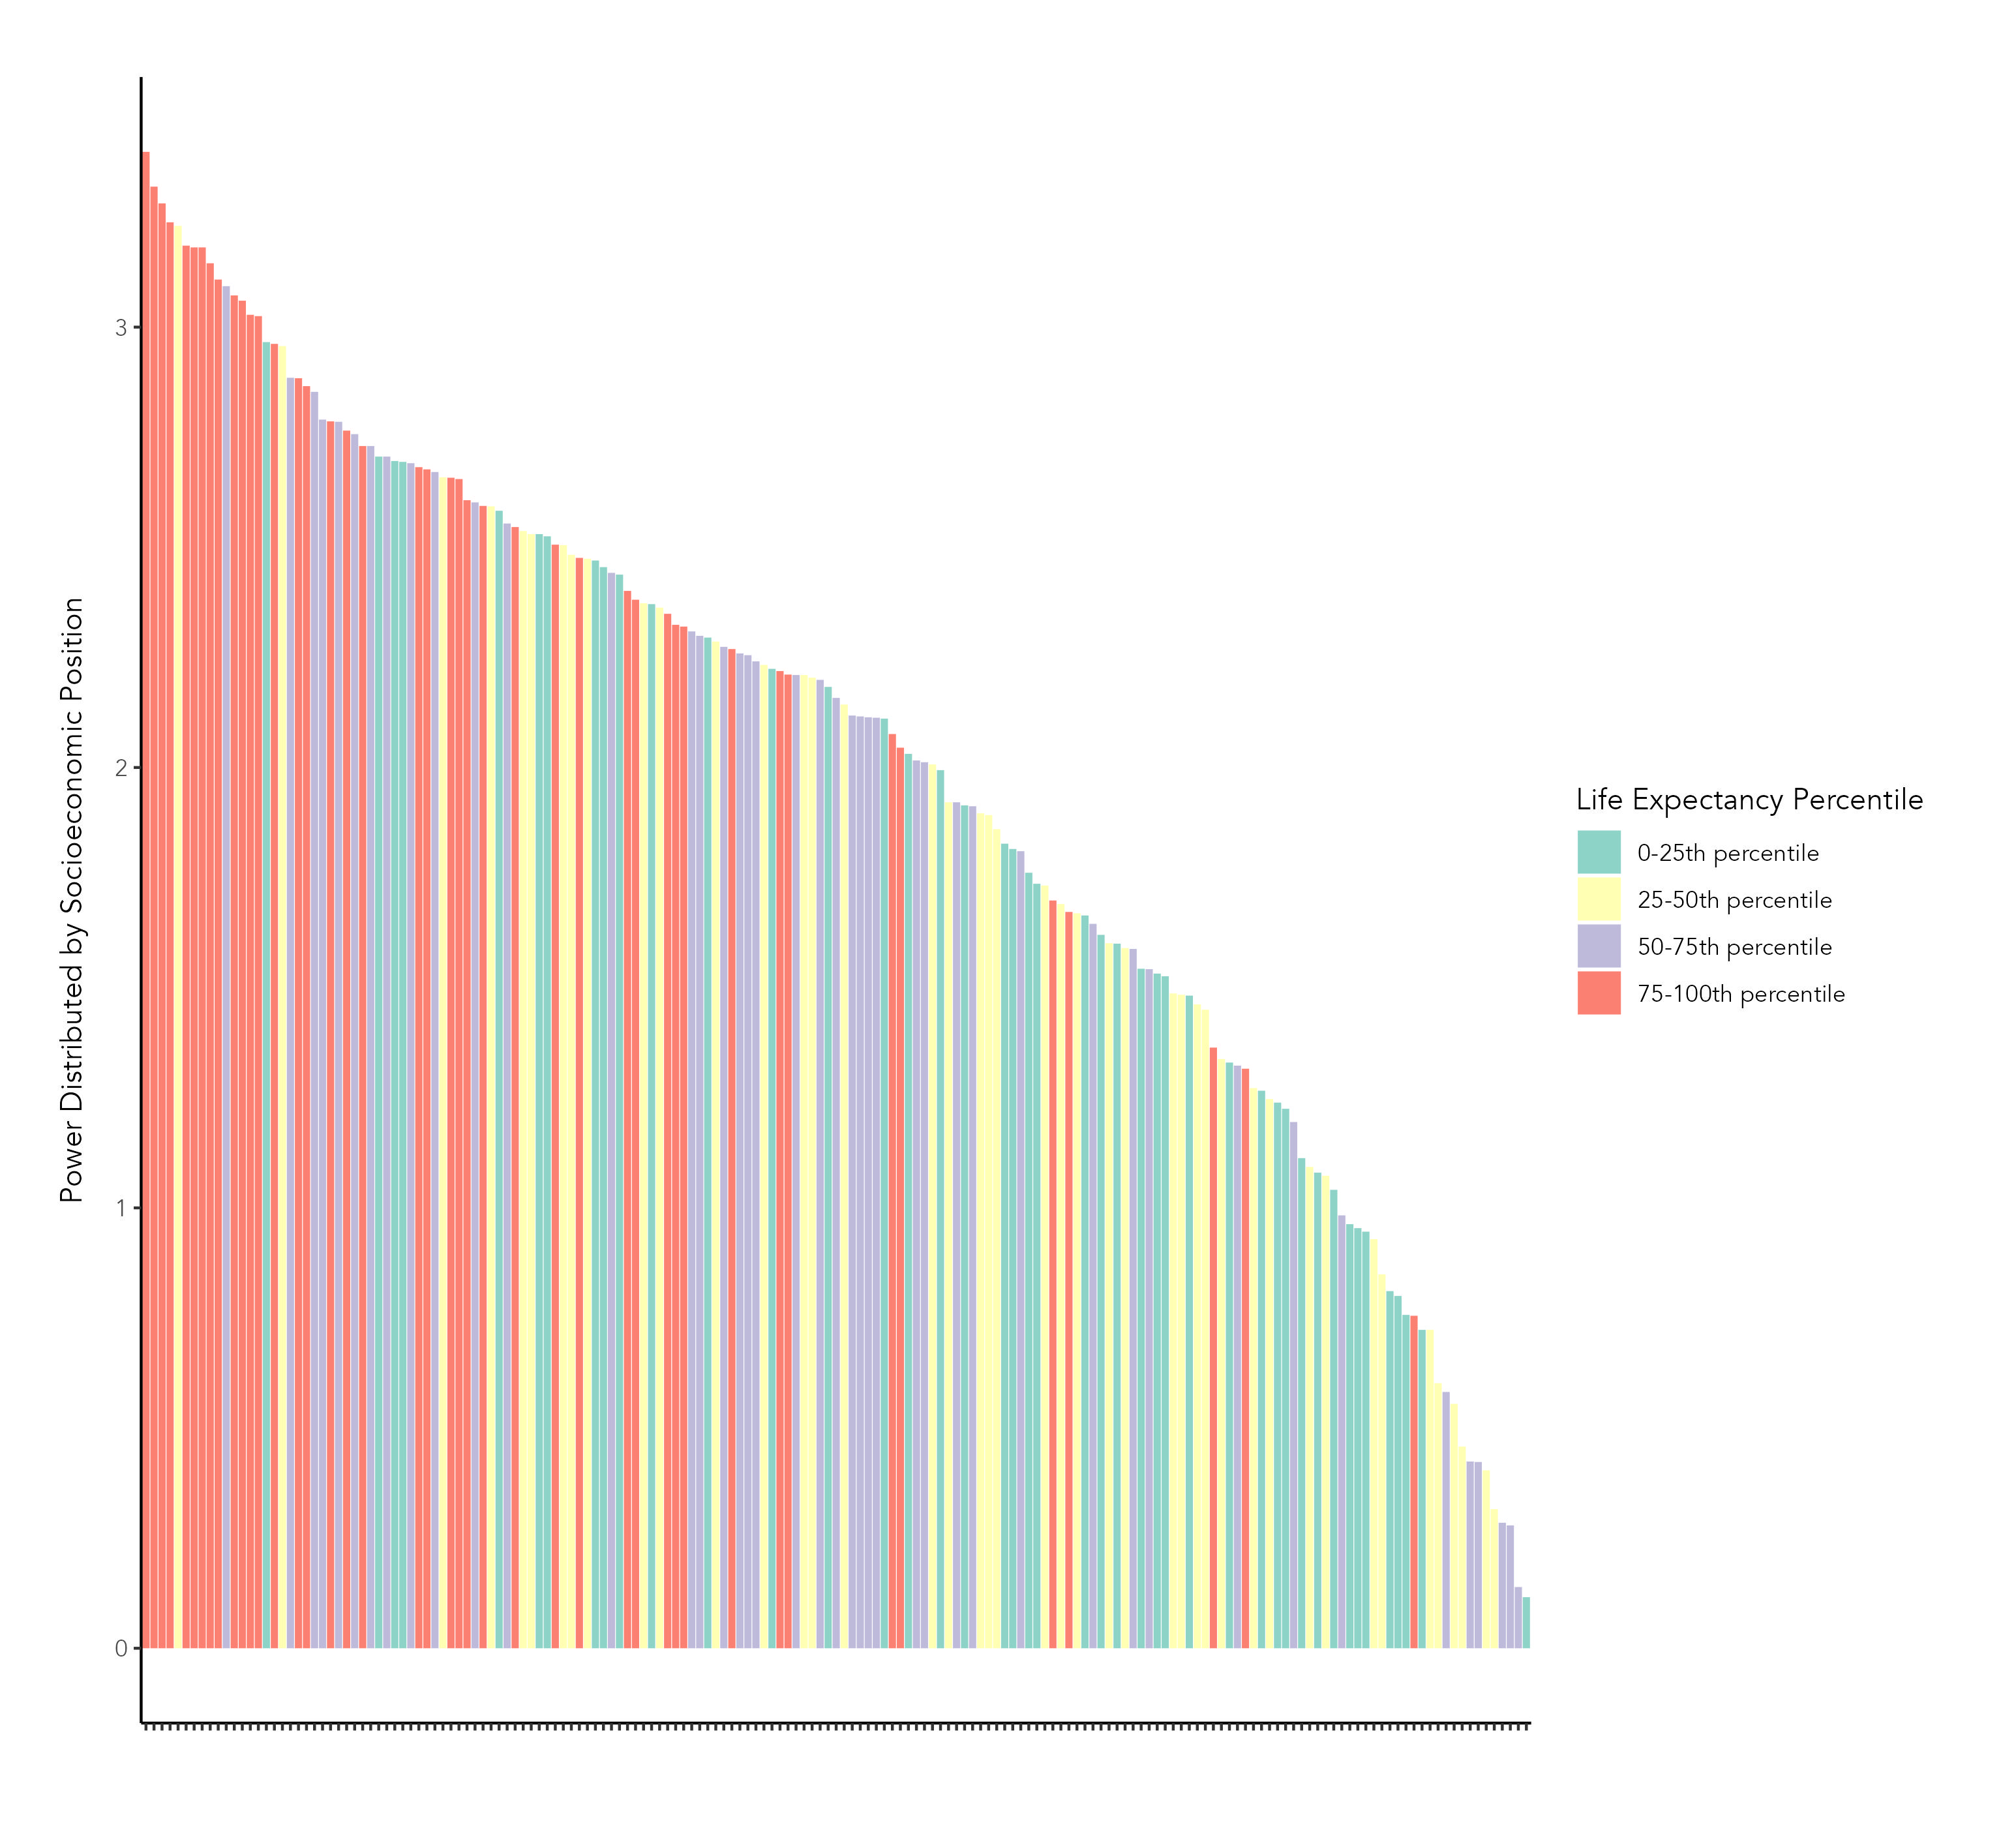 Power Distributed by Socioeconomic Position
3
2
1
0
Life Expectancy Percentile
0-25th percentile
25-50th percentile
50-75th percentile
75-100th percentile